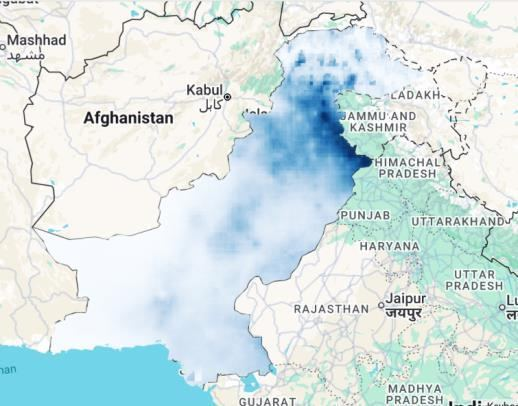 Mashhad
مشهد
Kabul
کابل
Afghanistan
LADAKH
JAMMU AND
KASHMIR
HIMACHAL
PRADESH
PUNJAB
UTTARAKHAND
HARYANA
UTTAR
PRADESH
Jaipur
जयपुर
RAJASTHAN
MADHYA
PRADESH
GUJARAT